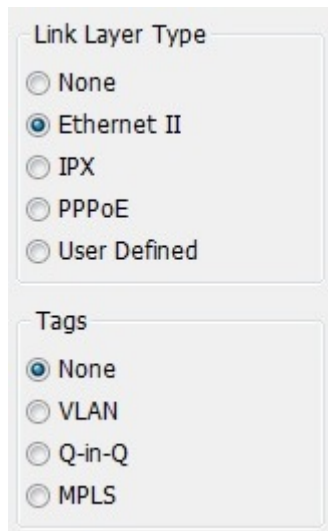 Link Layer Type
None
Ethernet II
IPX
PPPoE
User Defined
Tags
None
VLAN
Q-in-Q
MPLS